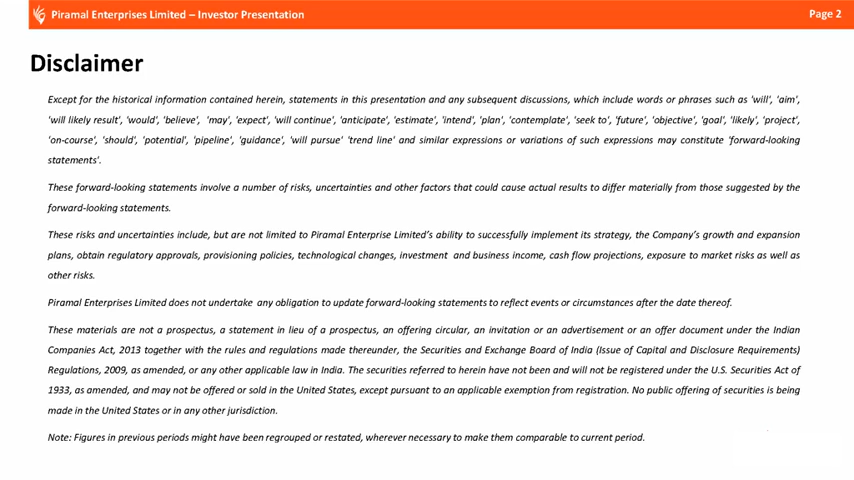 Piramal Enterprises Limited – Investor Presentation
Page 2
Disclaimer
Except for the historical information contained herein, statements in this presentation and any subsequent discussions, which include words or phrases such as 'will', 'aim',
'will likely result', 'would', 'believe', 'may', 'expect', 'will continue', 'anticipate', 'estimate', 'intend', 'plan', 'contemplate', 'seek to', 'future', 'objective', 'goal', 'likely', 'project',
'on-course', 'should', 'potential', 'pipeline', 'guidance', 'will pursue' 'trend line' and similar expressions or variations of such expressions may constitute 'forward-looking
statements'.
These forward-looking statements involve a number of risks, uncertainties and other factors that could cause actual results to differ materially from those suggested by the
forward-looking statements.
These risks and uncertainties include, but are not limited to Piramal Enterprise Limited's ability to successfully implement its strategy, the Company's growth and expansion
plans, obtain regulatory approvals, provisioning policies, technological changes, investment and business income, cash flow projections, exposure to market risks as well as
other risks.
Piramal Enterprises Limited does not undertake any obligation to update forward-looking statements to reflect events or circumstances after the date thereof.
These materials are not a prospectus, a statement in lieu of a prospectus, an offering circular, an invitation or an advertisement or an offer document under the Indian
Companies Act, 2013 together with the rules and regulations made thereunder, the Securities and Exchange Board of India (Issue of Capital and Disclosure Requirements)
Regulations, 2009, as amended, or any other applicable law in India. The securities referred to herein have not been and will not be registered under the U.S. Securities Act of
1933, as amended, and may not be offered or sold in the United States, except pursuant to an applicable exemption from registration. No public offering of securities is being
made in the United States or in any other jurisdiction.
Note: Figures in previous periods might have been regrouped or restated, wherever necessary to make them comparable to current period.